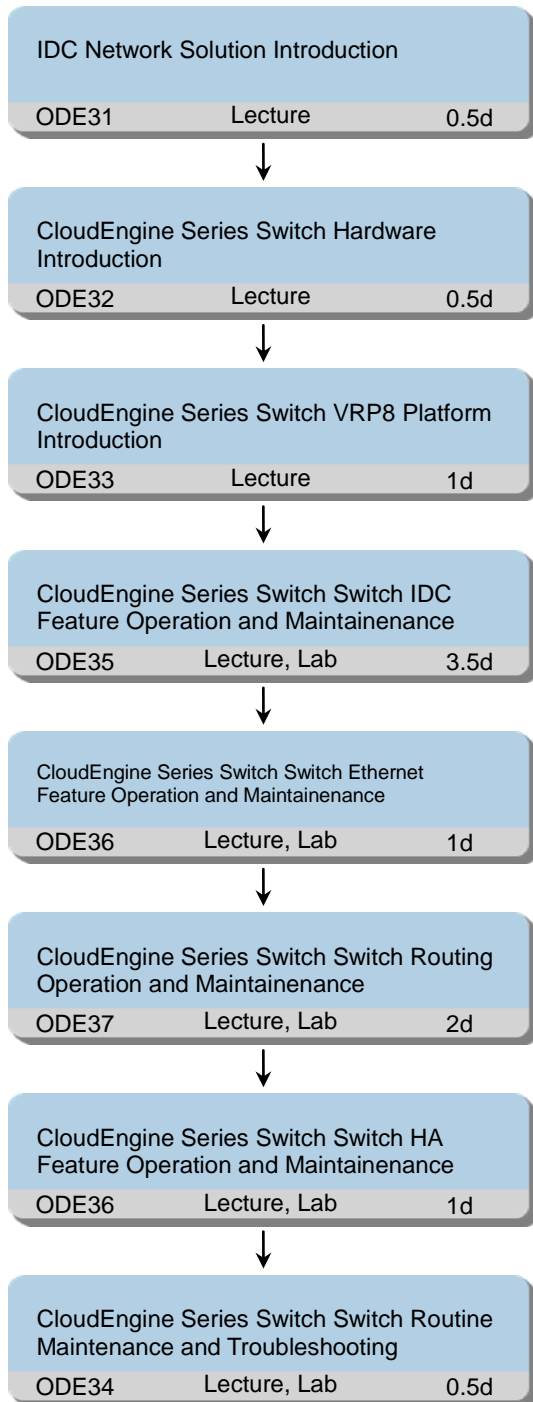 IDC Network Solution Introduction
ODE31 Lecture 0.5d
CloudEngine Series Switch Hardware
Introduction
ODE32 Lecture 0.5d
CloudEngine Series Switch VRP8 Platform
Introduction
ODE33 Lecture 1d
CloudEngine Series Switch Switch IDC
Feature Operation and Maintainenance
ODE35 Lecture, Lab 3.5d
CloudEngine Series Switch Switch Ethernet
Feature Operation and Maintainenance
ODE36 Lecture, Lab 1d
CloudEngine Series Switch Switch Routing
Operation and Maintainenance
ODE37 Lecture, Lab 2d
CloudEngine Series Switch Switch HA
Feature Operation and Maintainenance
ODE36 Lecture, Lab 1d
CloudEngine Series Switch Switch Routine
Maintenance and Troubleshooting
ODE34 Lecture, Lab 0.5d